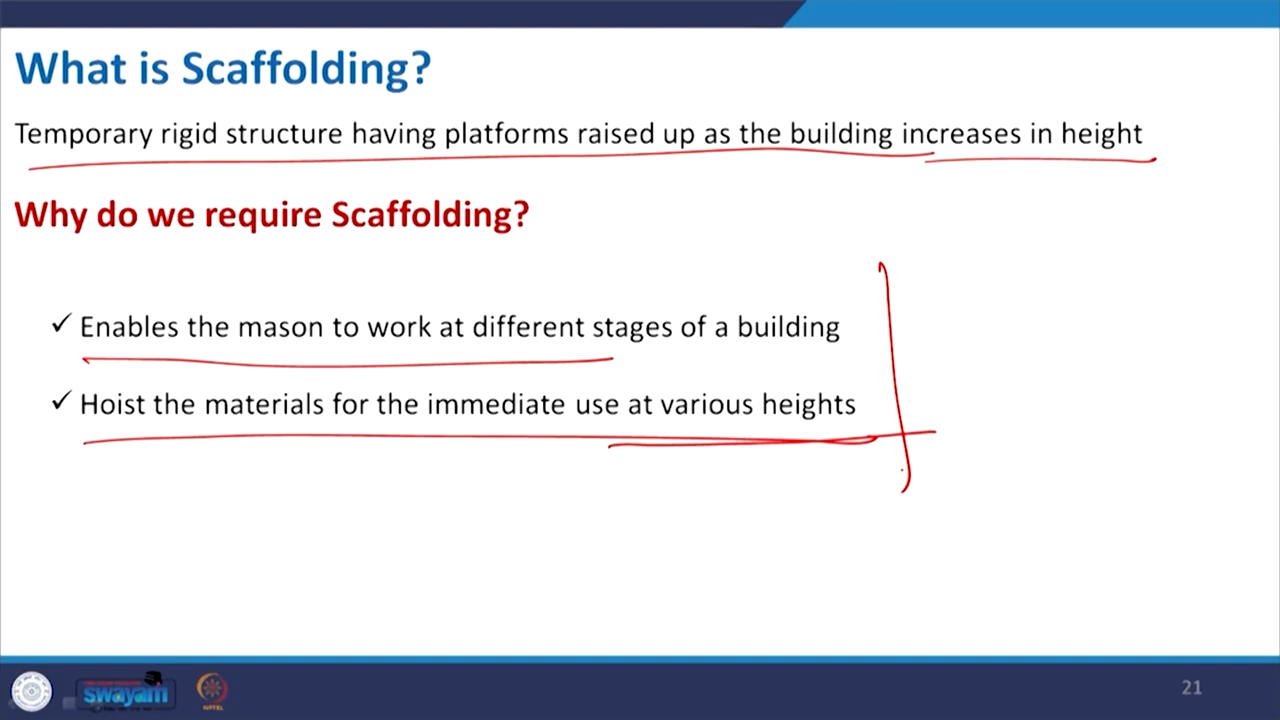 What is Scaffolding?
Temporary rigid structure having platforms raised up as the building increases in height
Why do we require Scaffolding?
✓ Enables the mason to work at different stages of a building
✓ Hoist the materials for the immediate use at various heights
swayam
NPTEL
21